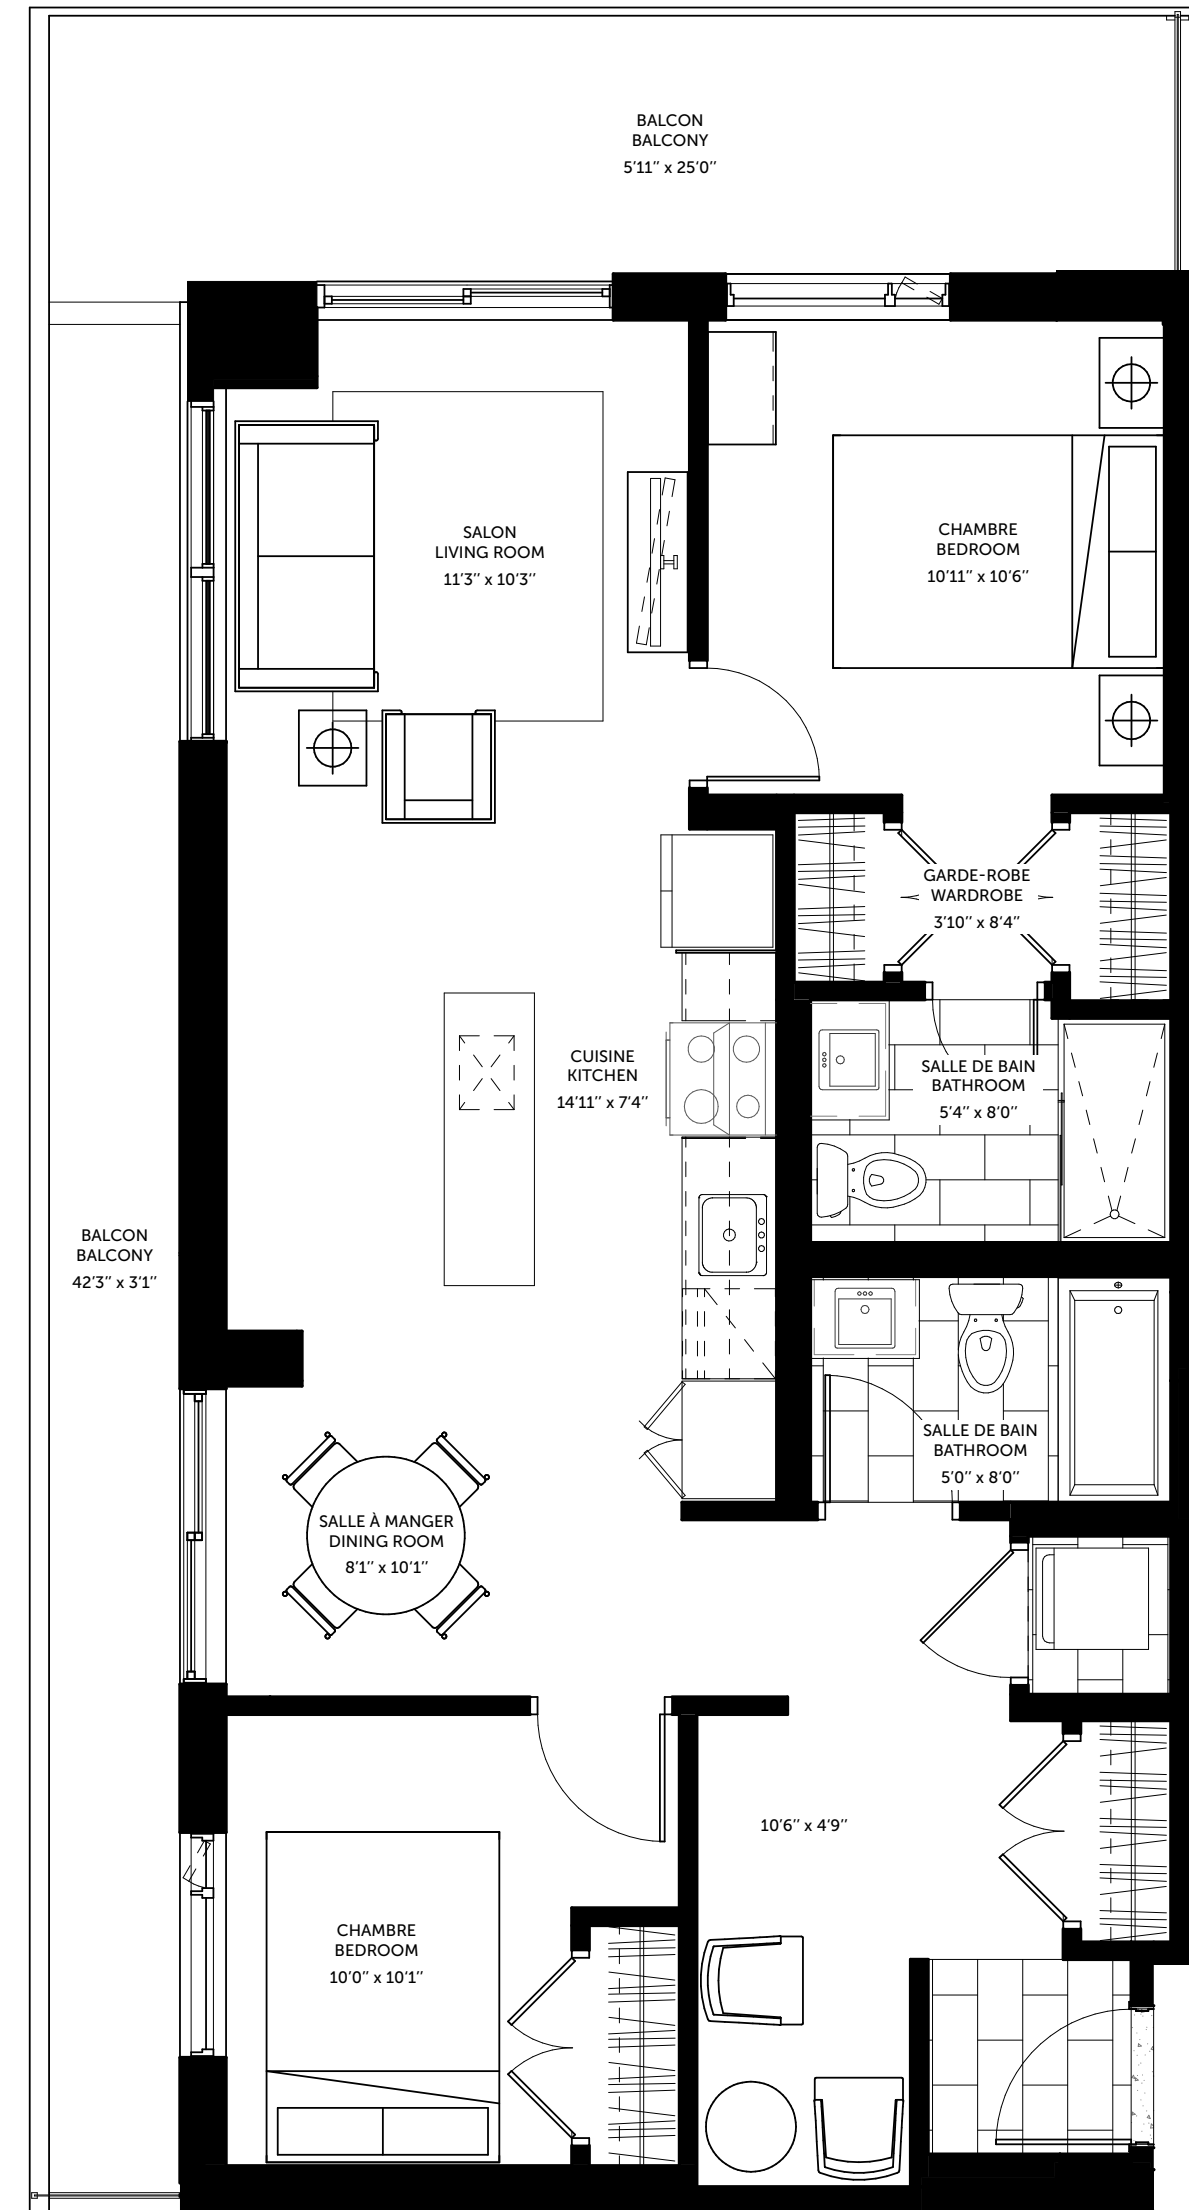 BALCON
BALCONY
5'11'' x 25'0''
SALON
LIVING ROOM
11'3'' x 10'3''
CHAMBRE
BEDROOM
10'11'' x 10'6''
GARDE-ROBE
WARDROBE
3'10'' x 8'4''
CUISINE
KITCHEN
14'11'' x 7'4''
SALLE DE BAIN
BATHROOM
5'4'' x 8'0''
BALCON
BALCONY
42'3'' x 3'1''
SALLE DE BAIN
BATHROOM
5'0'' x 8'0''
SALLE À MANGER
DINING ROOM
8'1'' x 10'1''
10'6'' x 4'9''
CHAMBRE
BEDROOM
10'0'' x 10'1''